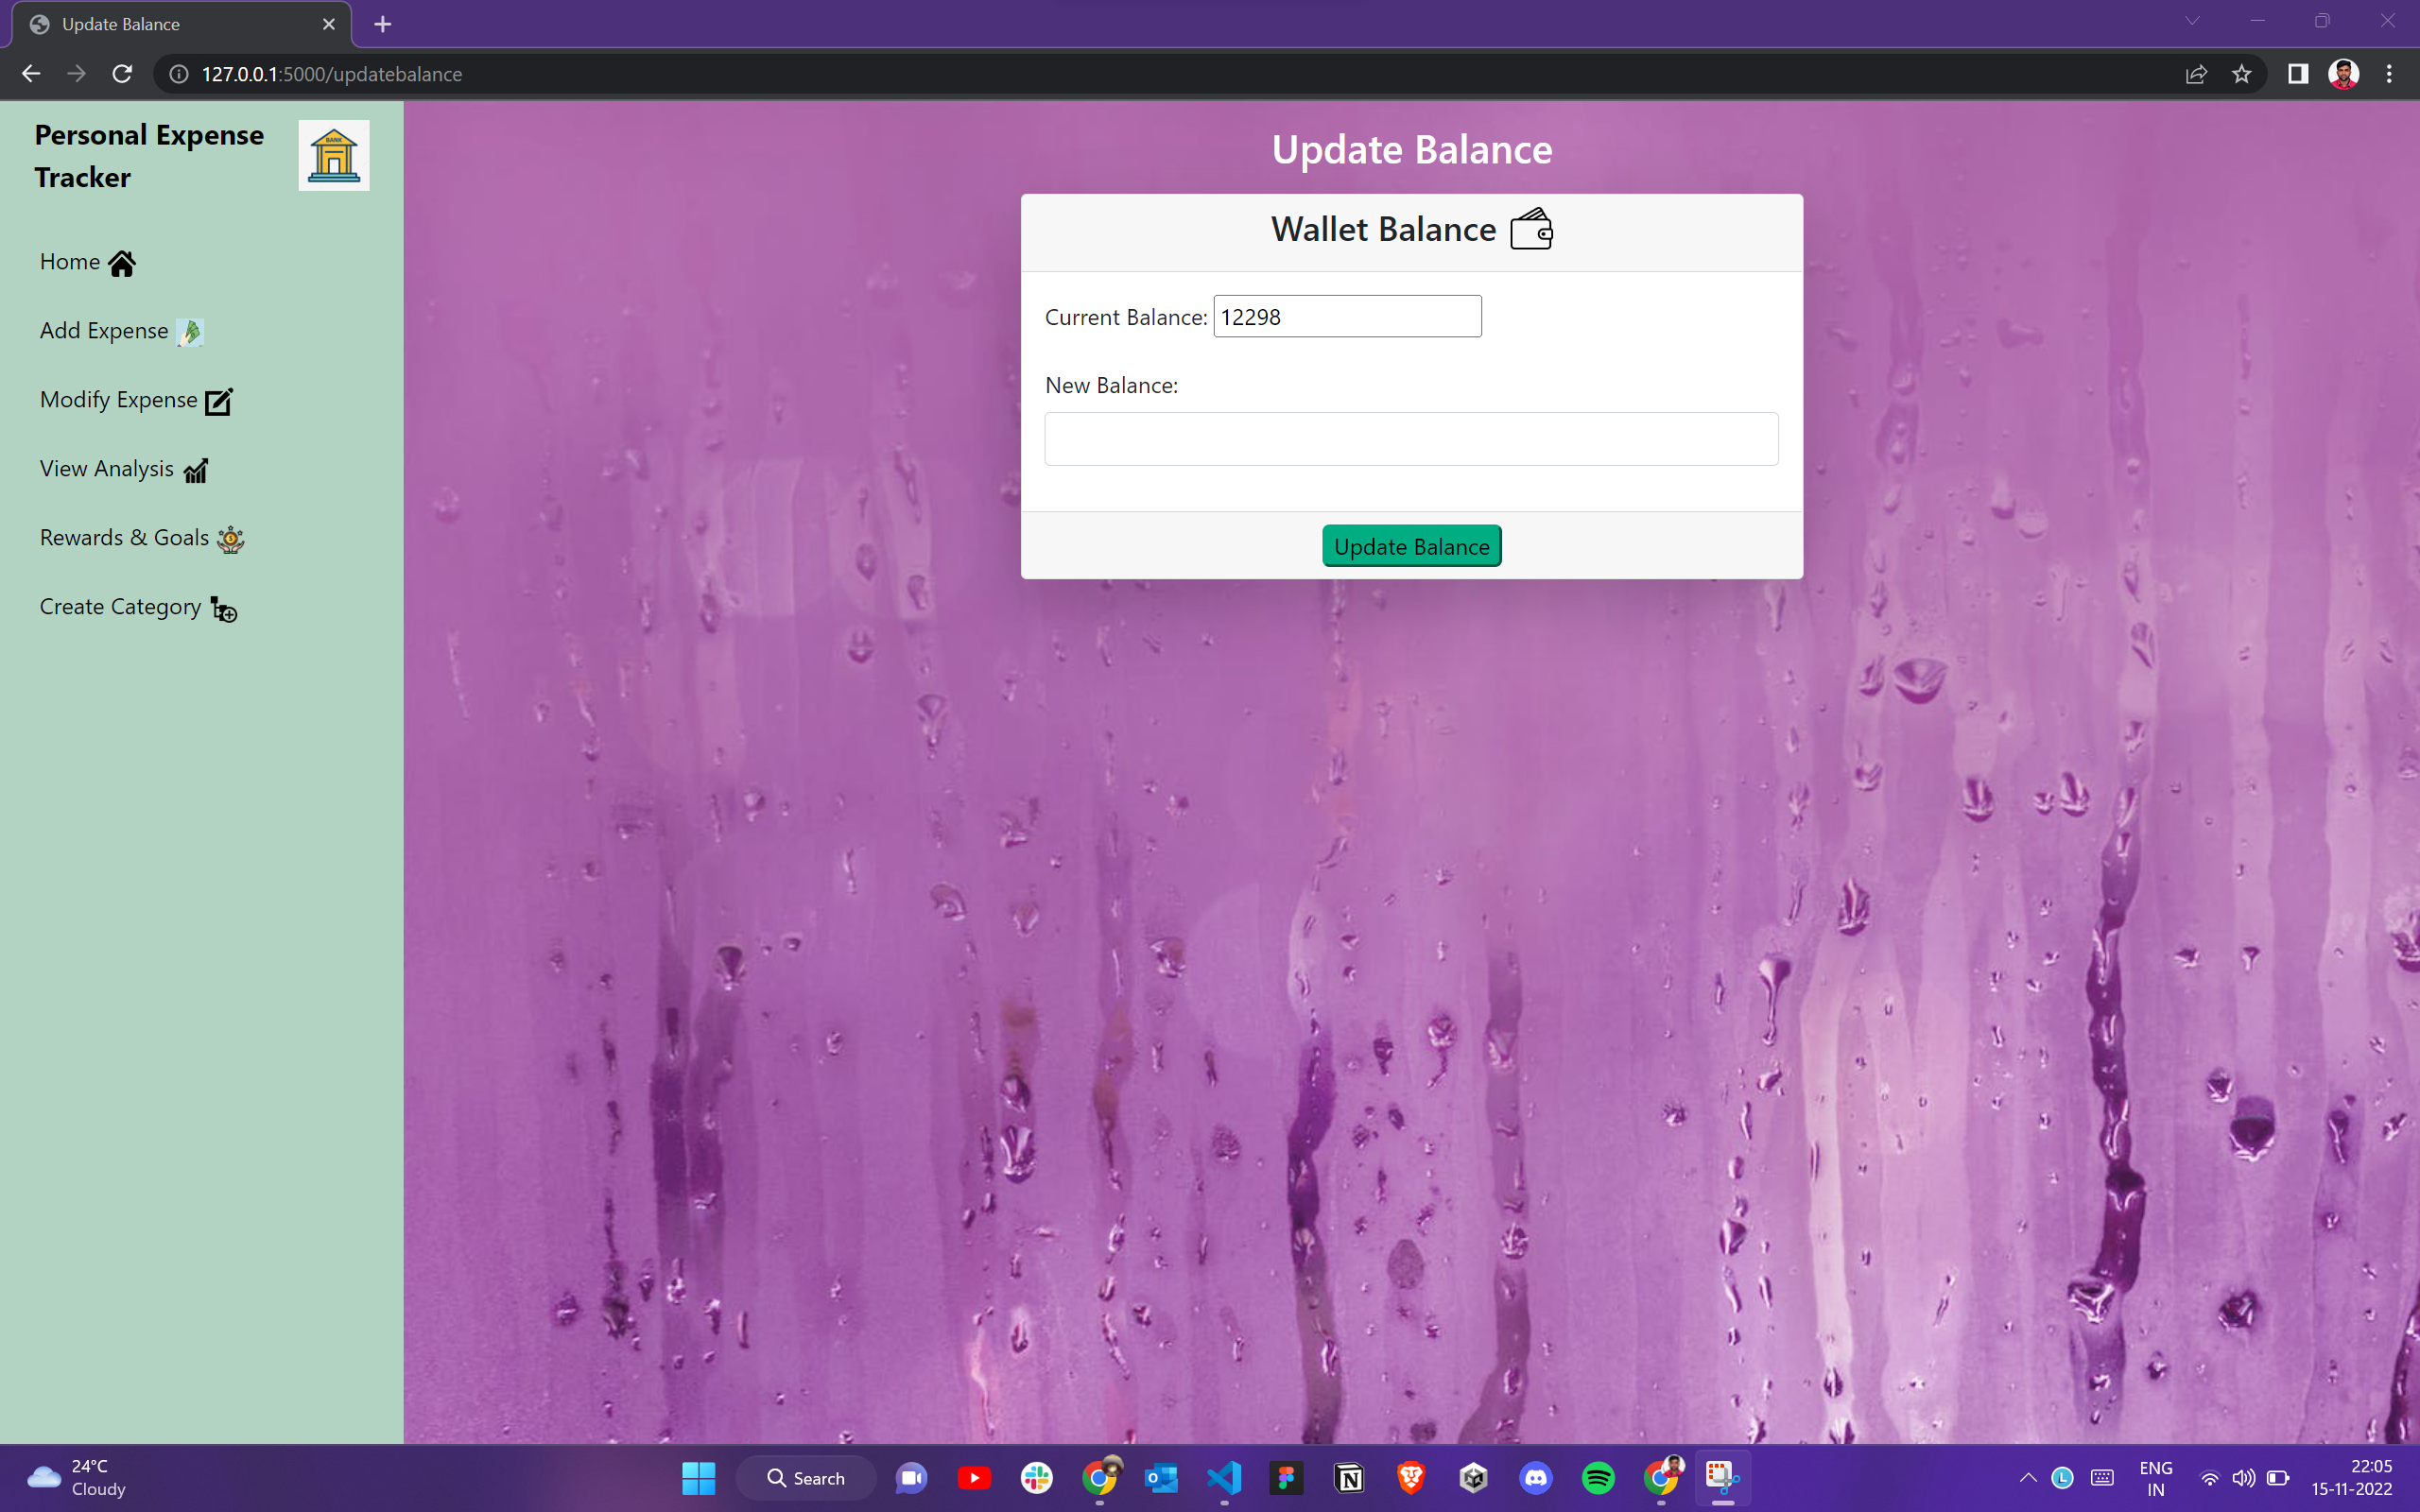 Update Balance
127.0.0.1:5000/updatebalance
Personal Expense
Tracker
BANK
Home
Add Expense
Modify Expense
View Analysis
Rewards & Goals
Create Category
Update Balance
Wallet Balance
Current Balance: 12298
New Balance:
Update Balance
24°C
Cloudy
Search
ENG
IN
22:05
15-11-2022